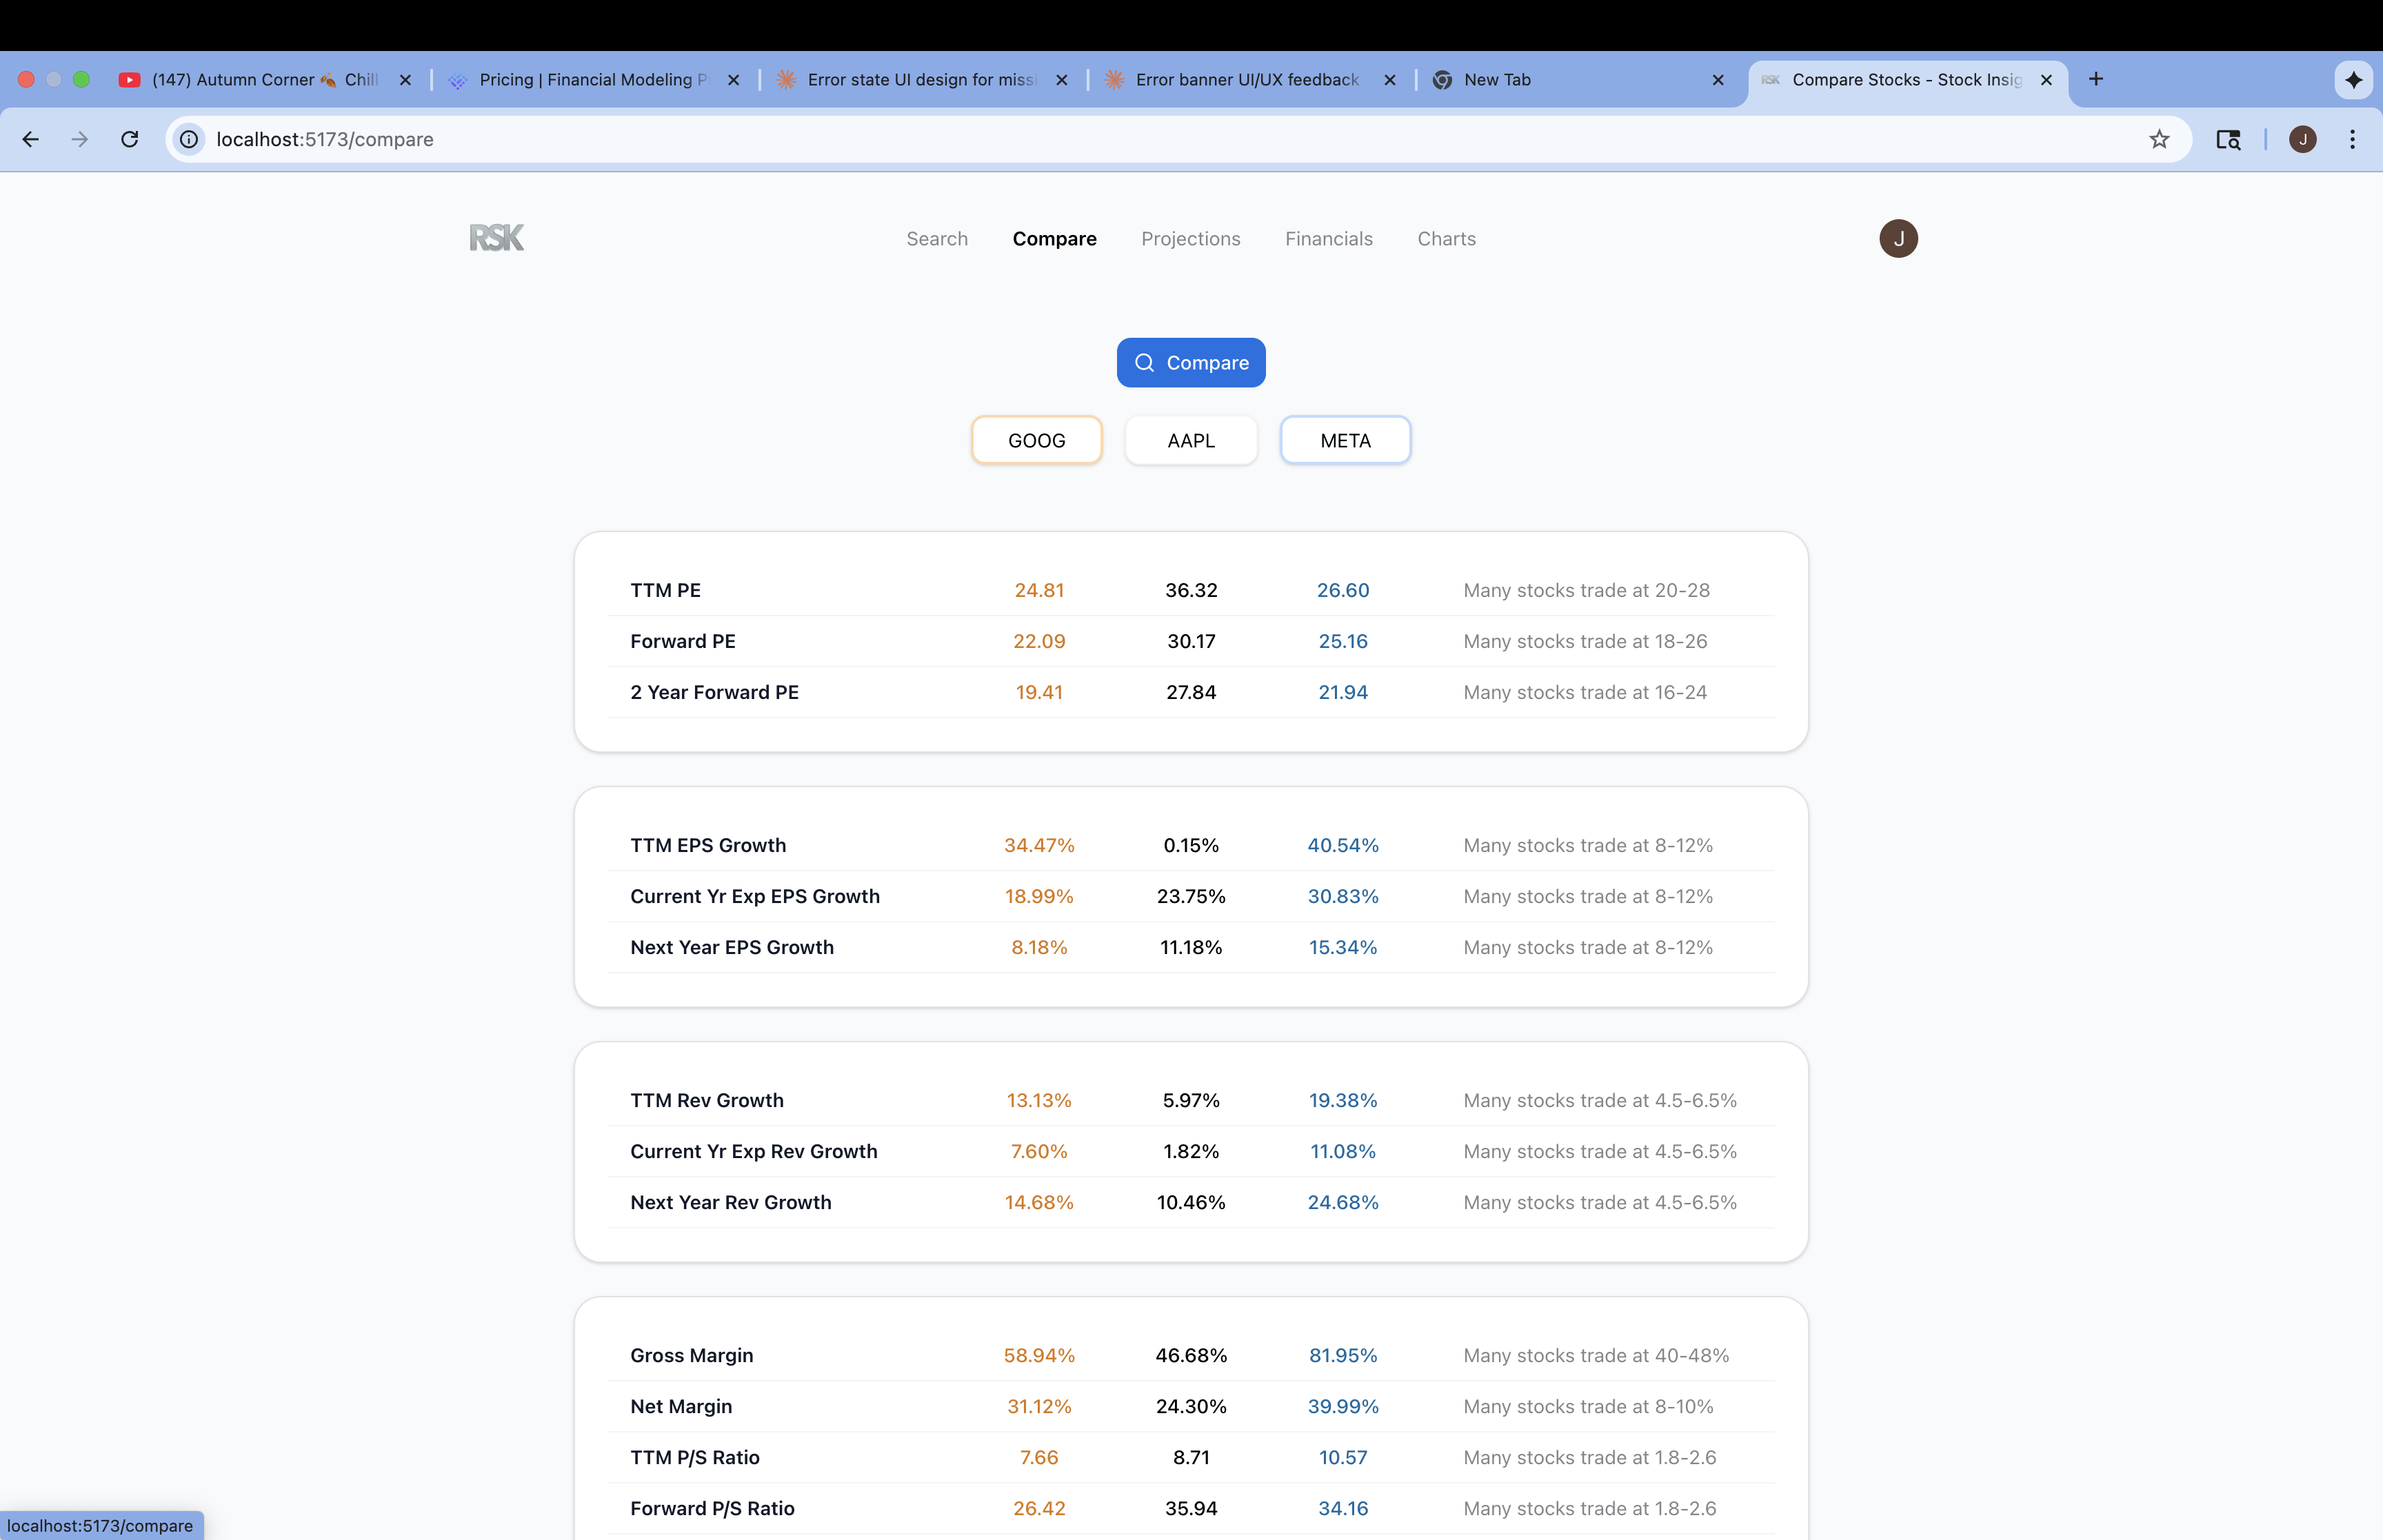 (147) Autumn Corner 🍂 Chill
Pricing | Financial Modeling P
Error state UI design for missi
Error banner UI/UX feedback
New Tab
RSK Compare Stocks - Stock Insig
localhost:5173/compare
J
RSK
Search Compare Projections Financials Charts
J
Compare
GOOG AAPL META
TTM PE 24.81 36.32 26.60 Many stocks trade at 20-28
Forward PE 22.09 30.17 25.16 Many stocks trade at 18-26
2 Year Forward PE 19.41 27.84 21.94 Many stocks trade at 16-24
TTM EPS Growth 34.47% 0.15% 40.54% Many stocks trade at 8-12%
Current Yr Exp EPS Growth 18.99% 23.75% 30.83% Many stocks trade at 8-12%
Next Year EPS Growth 8.18% 11.18% 15.34% Many stocks trade at 8-12%
TTM Rev Growth 13.13% 5.97% 19.38% Many stocks trade at 4.5-6.5%
Current Yr Exp Rev Growth 7.60% 1.82% 11.08% Many stocks trade at 4.5-6.5%
Next Year Rev Growth 14.68% 10.46% 24.68% Many stocks trade at 4.5-6.5%
Gross Margin 58.94% 46.68% 81.95% Many stocks trade at 40-48%
Net Margin 31.12% 24.30% 39.99% Many stocks trade at 8-10%
TTM P/S Ratio 7.66 8.71 10.57 Many stocks trade at 1.8-2.6
Forward P/S Ratio 26.42 35.94 34.16 Many stocks trade at 1.8-2.6
localhost:5173/compare